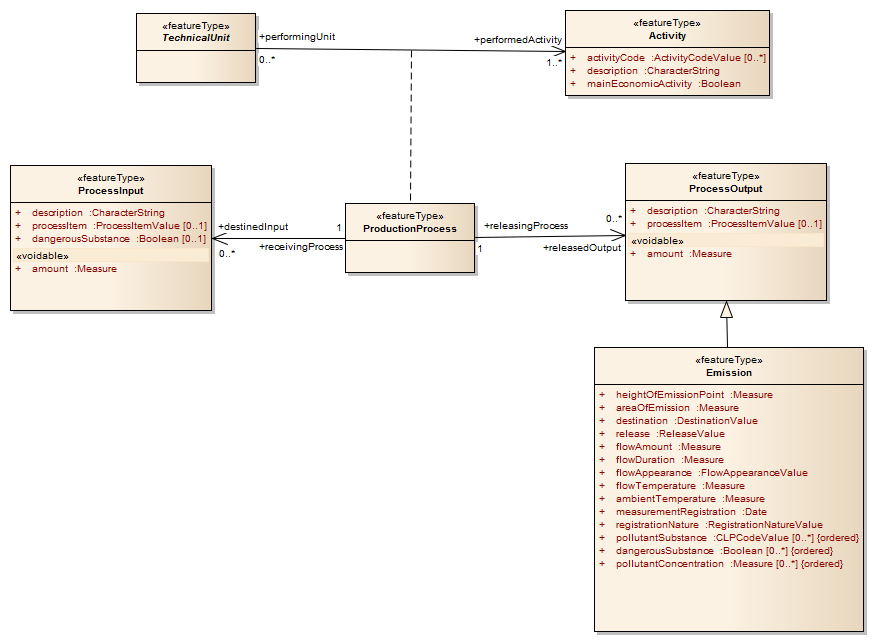 «featureType»
TechnicalUnit
+performingUnit
0..*
+performedActivity
1..*
«featureType»
Activity
+ activityCode :ActivityCodeValue [0..*]
+ description :CharacterString
+ mainEconomicActivity :Boolean
«featureType»
ProcessInput
+ description :CharacterString
+ processItem :ProcessItemValue [0..1]
+ dangerousSubstance :Boolean [0..1]
«voidable»
+ amount :Measure
+destinedInput
0..*
1
+receivingProcess
«featureType»
ProductionProcess
+releasingProcess
1
0..*
+releasedOutput
«featureType»
ProcessOutput
+ description :CharacterString
+ processItem :ProcessItemValue [0..1]
«voidable»
+ amount :Measure
«featureType»
Emission
+ heightOfEmissionPoint :Measure
+ areaOfEmission :Measure
+ destination :DestinationValue
+ release :ReleaseValue
+ flowAmount :Measure
+ flowDuration :Measure
+ flowAppearance :FlowAppearanceValue
+ flowTemperature :Measure
+ ambientTemperature :Measure
+ measurementRegistration :Date
+ registrationNature :RegistrationNatureValue
+ pollutantSubstance :CLPCodeValue [0..*] {ordered}
+ dangerousSubstance :Boolean [0..*] {ordered}
+ pollutantConcentration :Measure [0..*] {ordered}